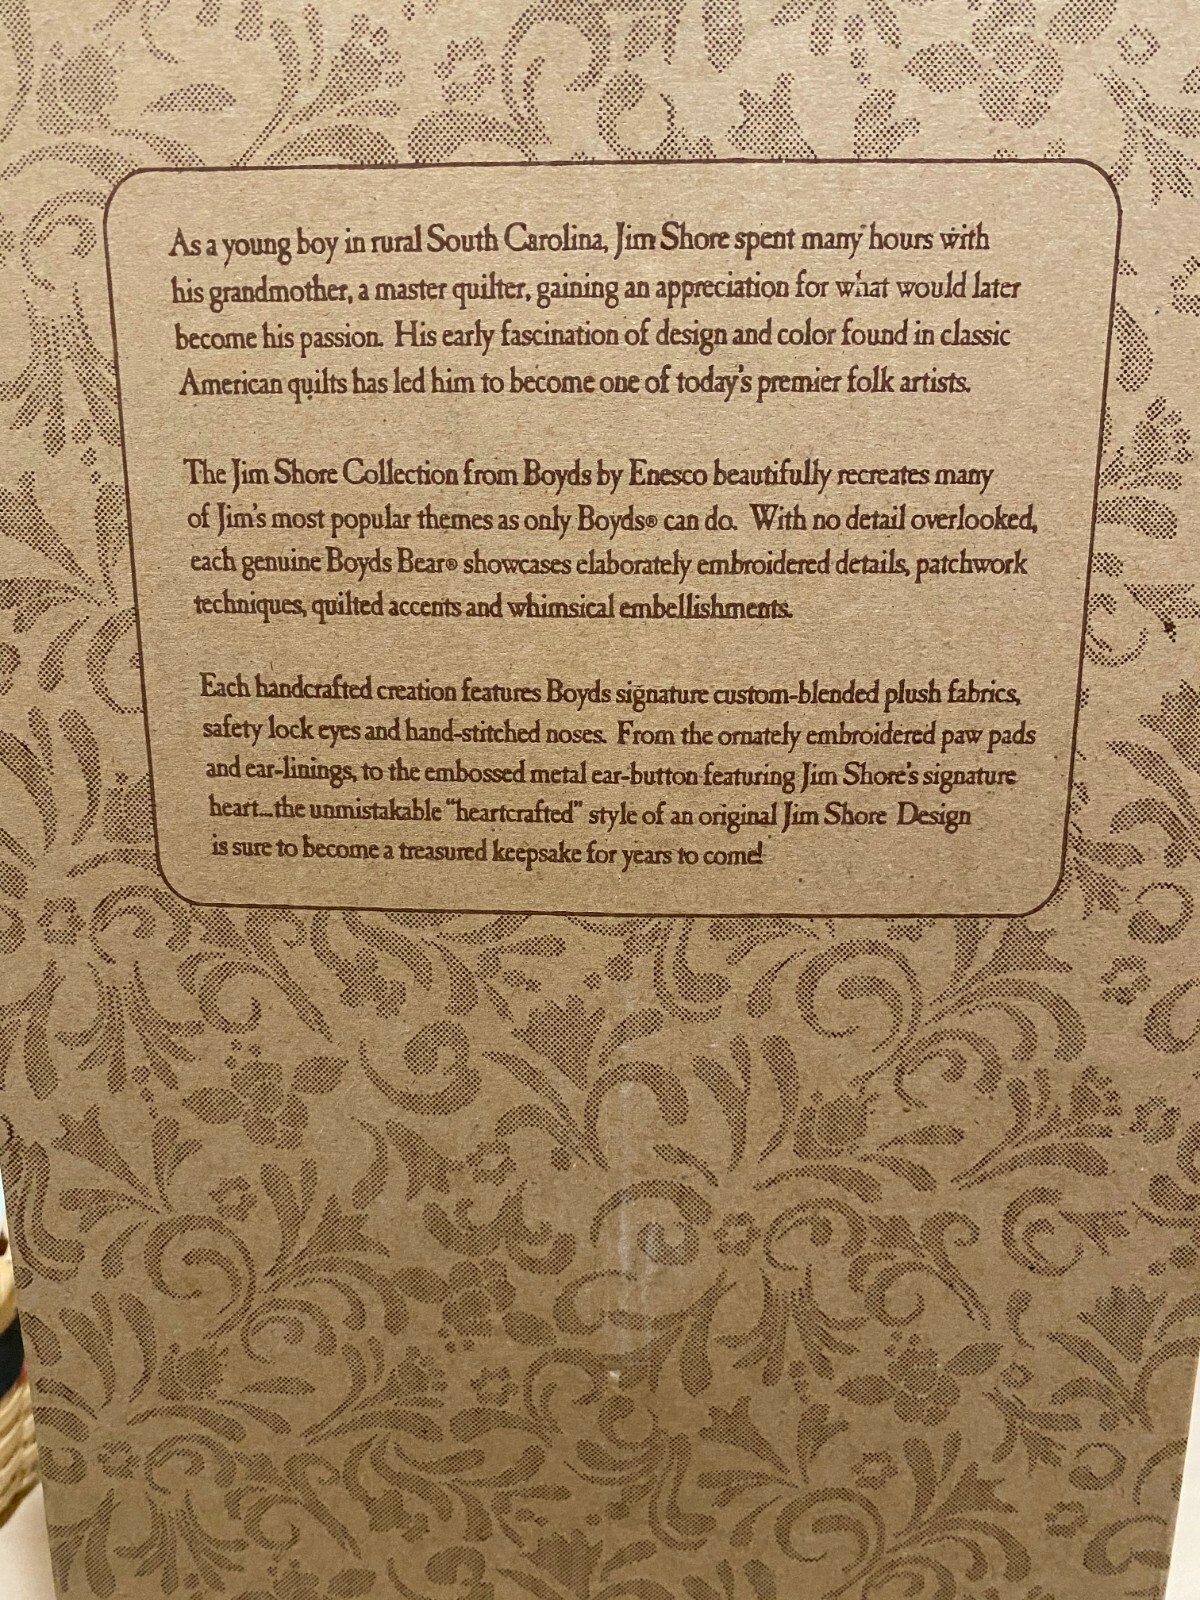 As a young boy in rural South Carolina, Jim Shore spent many hours with
his grandmother, a master quilter, gaining an appreciation for what would later
become his passion. His early fascination of design and color found in classic
American quilts has led him to become one of today's premier folk artists.
The Jim Shore Collection from Boyds by Enesco beautifully recreates many
of Jim's most popular themes as only Boyds® can do. With no detail overlooked,
each genuine Boyds Bear® showcases elaborately embroidered details, patchwork
techniques, quilted accents and whimsical embellishments.
Each handcrafted creation features Boyds signature custom-blended plush fabrics,
safety lock eyes and hand-stitched noses. From the ornately embroidered paw pads
and ear-linings, to the embossed metal ear-button featuring Jim Shore's signature
heart...the unmistakable "heartcrafted" style of an original Jim Shore Design
is sure to become a treasured keepsake for years to come!